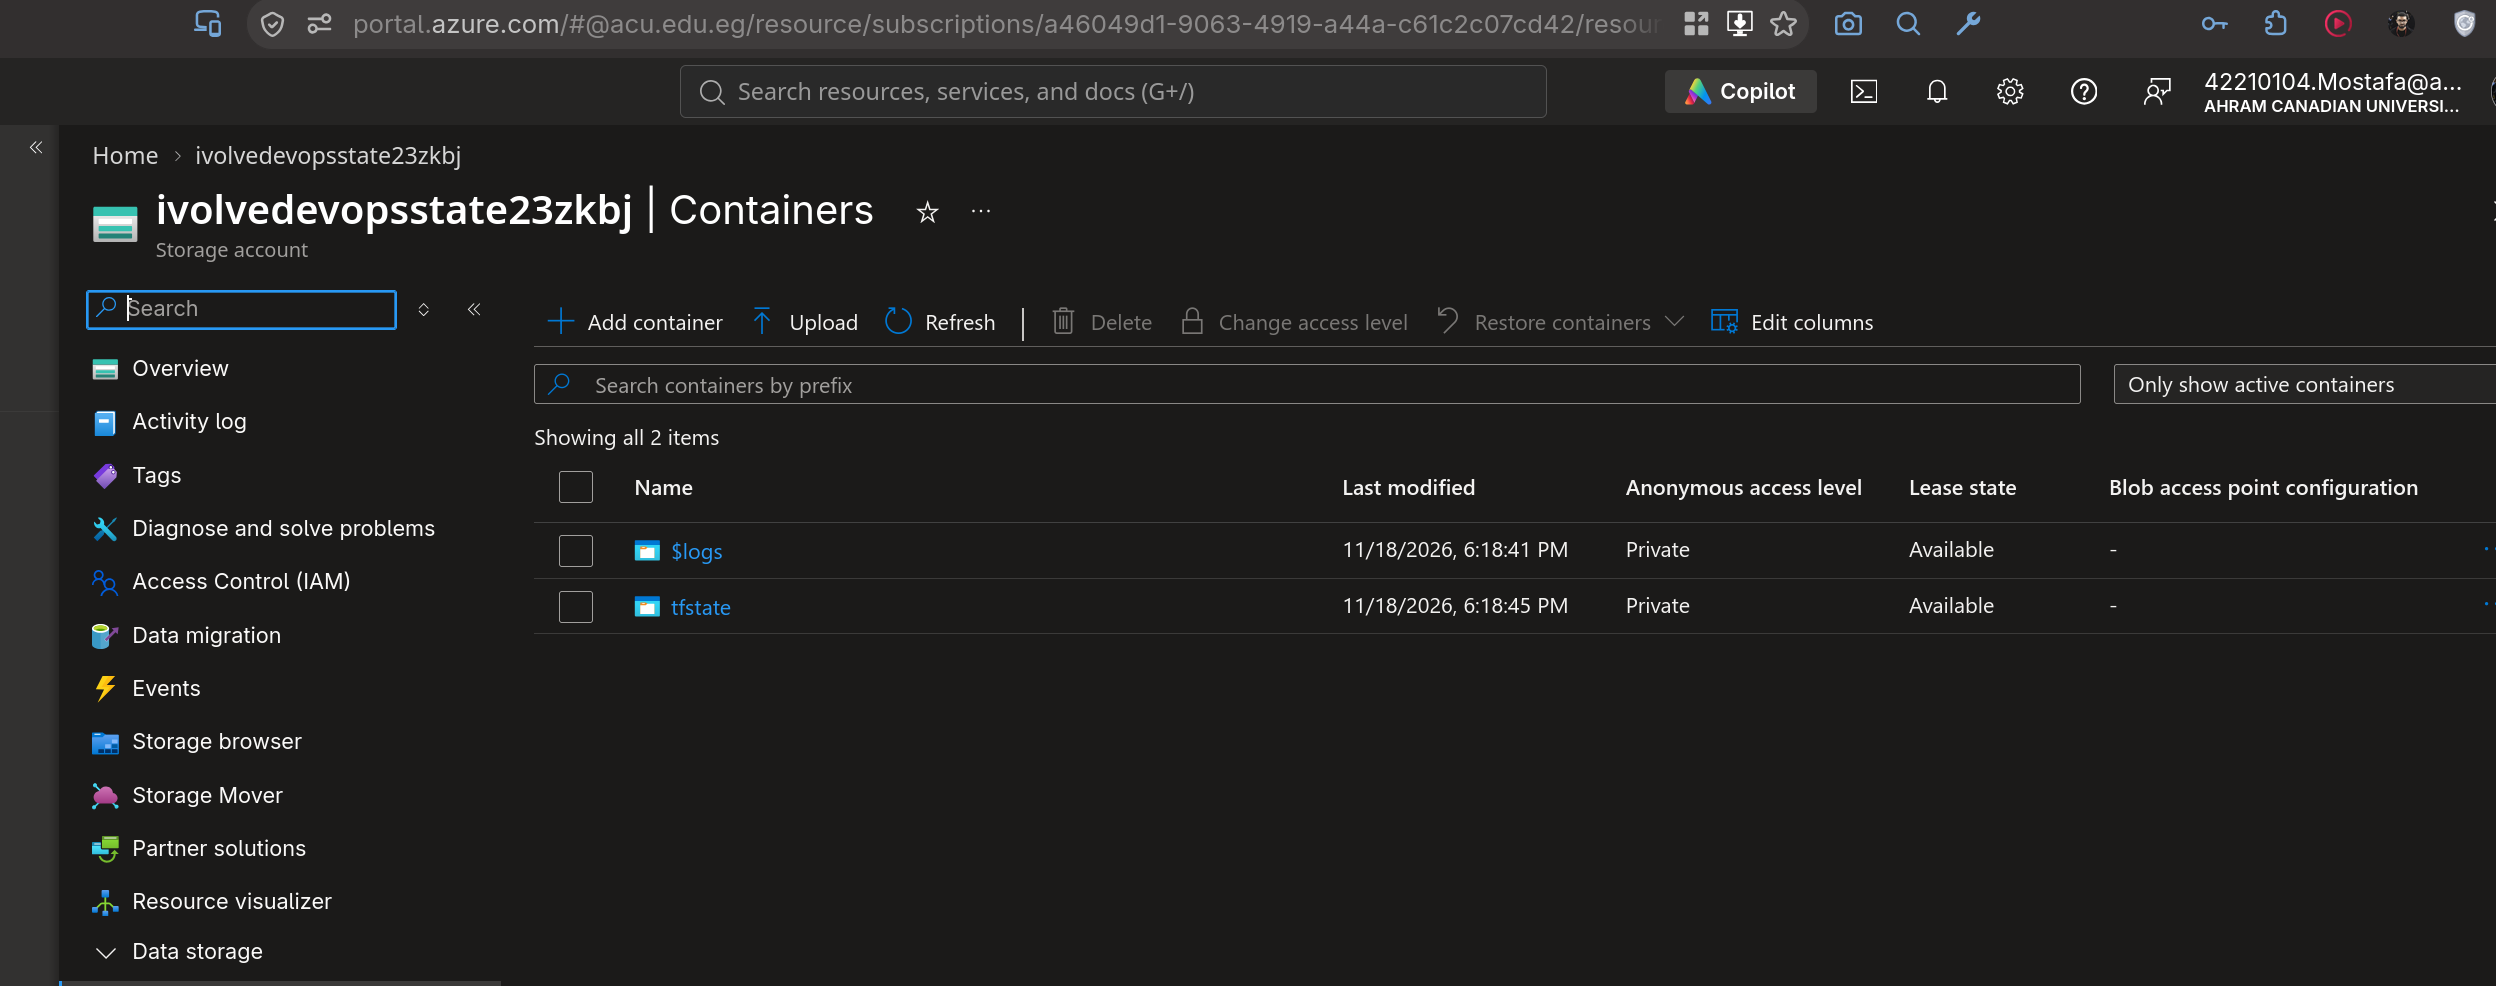 portal.azure.com/#@acu.edu.eg/resource/subscriptions/a46049d1-9063-4919-a44a-c61c2c07cd42/resour
Search resources, services, and docs (G+/)
Copilot
42210104.Mostafa@a...
AHRAM CANADIAN UNIVERSI...
Home > ivolvedevopsstate23zkbj
ivolvedevopsstate23zkbj | Containers
Storage account
Search
Add container
Upload
Refresh
Delete
Change access level
Restore containers
Edit columns
Search containers by prefix
Only show active containers
Showing all 2 items
Name Last modified Anonymous access level Lease state Blob access point configuration
$logs 11/18/2026, 6:18:41 PM Private Available -
tfstate 11/18/2026, 6:18:45 PM Private Available -
Overview
Activity log
Tags
Diagnose and solve problems
Access Control (IAM)
Data migration
Events
Storage browser
Storage Mover
Partner solutions
Resource visualizer
Data storage